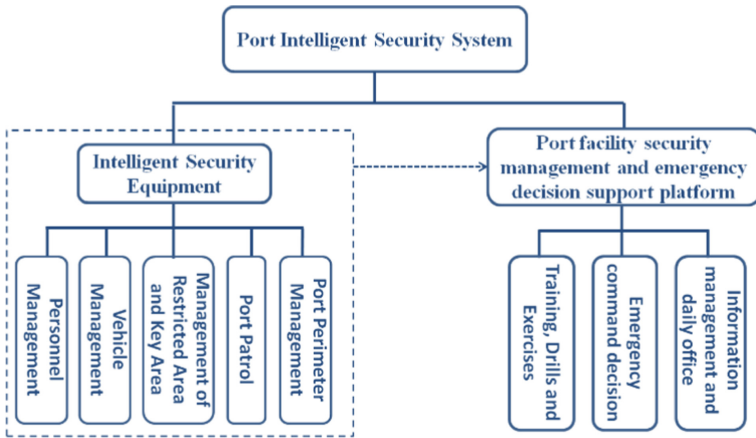 Port Intelligent Security System
Intelligent Security
Equipment
Port facility security
management and emergency
decision support platform
Personnel
Management
Vehicle
Management
Management of
Restricted Area
and Key Area
Port Patrol
Port Perimeter
Management
Training, Drills and
Exercises
Emergency
command decision
Information
management and
daily office